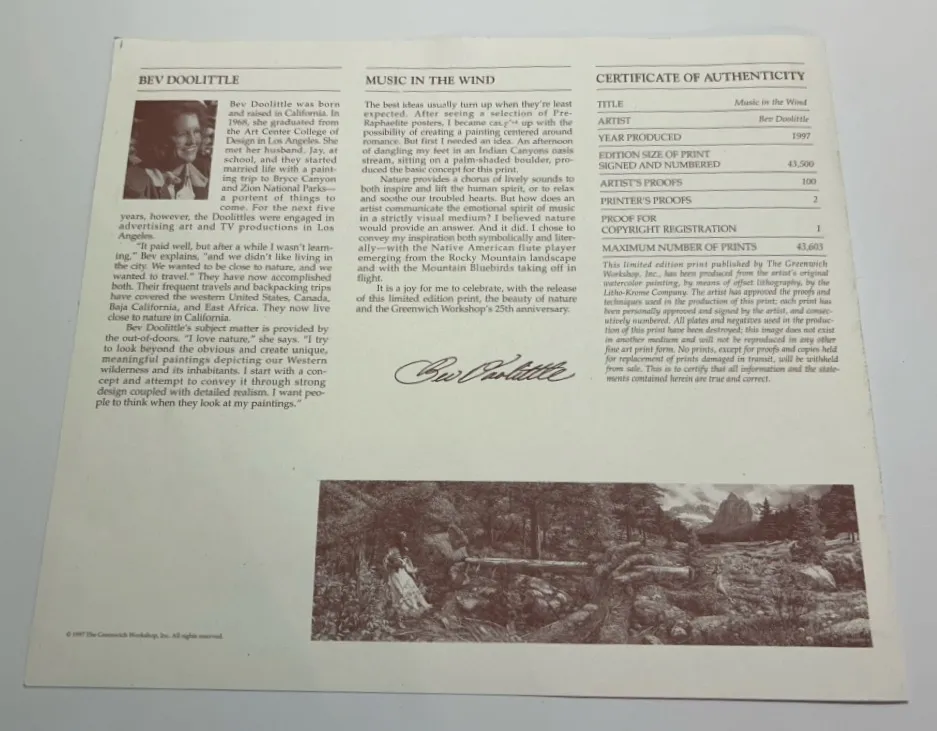 BEV DOOLITTLE
Bev Doolittle was born
and raised in California. In
1968, she graduated from
the Art Center College of
Design in Los Angeles. She
met her husband, Jay, at
school, and they started
married life with a paint-
ing trip to Bryce Canyon
and Zion National Parks—
a portent of things to
come. For the next five
years, however, the Doolittles were engaged in
advertising art and TV productions in Los
Angeles.
"It paid well, but after a while I wasn't learn-
ing," Bev explains, "and we didn't like living in
the city. We wanted to be close to nature, and we
wanted to travel." They have now accomplished
both. Their frequent travels and backpacking trips
have covered the western United States, Canada,
Baja California, and East Africa. They now live
close to nature in California.
Bev Doolittle's subject matter is provided by
the out-of-doors. "I love nature," she says. "I try
to look beyond the obvious and create unique,
meaningful paintings depicting our Western
wilderness and its inhabitants. I start with a con-
cept and attempt to convey it through strong
design coupled with detailed realism. I want peo-
ple to think when they look at my paintings."
© 1997 The Greenwich Workshop, Inc. All rights reserved.
MUSIC IN THE WIND
The best ideas usually turn up when they're least
expected. After seeing a selection of Pre-
Raphaelite posters, I became up with the
possibility of creating a painting centered around
romance. But first I needed an idea. An afternoon
of dangling my feet in an Indian Canyons oasis
stream, sitting on a palm-shaded boulder, pro-
duced the basic concept for this print.
Nature provides a chorus of lively sounds to
both inspire and lift the human spirit, or to relax
and soothe our troubled hearts. But how does an
artist communicate the emotional spirit of music
in a strictly visual medium? I believed nature
would provide an answer. And it did. I chose to
convey my inspiration both symbolically and liter-
ally—with the Native American flute player
emerging from the Rocky Mountain landscape
and with the Mountain Bluebirds taking off in
flight.
It is a joy for me to celebrate, with the release
of this limited edition print, the beauty of nature
and the Greenwich Workshop's 25th anniversary.
Bev Doolittle
CERTIFICATE OF AUTHENTICITY
TITLE Music in the Wind
ARTIST Bev Doolittle
YEAR PRODUCED 1997
EDITION SIZE OF PRINT
SIGNED AND NUMBERED 43,500
ARTIST'S PROOFS 100
PRINTER'S PROOFS 2
PROOF FOR
COPYRIGHT REGISTRATION 1
MAXIMUM NUMBER OF PRINTS 43,603
This limited edition print published by The Greenwich
Workshop, Inc., has been produced from the artist's original
watercolor painting, by means of offset lithography, by the
Litho-Krome Company. The artist has approved the proofs and
techniques used in the production of this print; each print has
been personally approved and signed by the artist, and consec-
utively numbered. All plates and negatives used in the produc-
tion of this print have been destroyed; this image does not exist
in another medium and will not be reproduced in any other
fine art print form. No prints, except for proofs and copies held
for replacement of prints damaged in transit, will be withheld
from sale. This is to certify that all information and the state-
ments contained herein are true and correct.